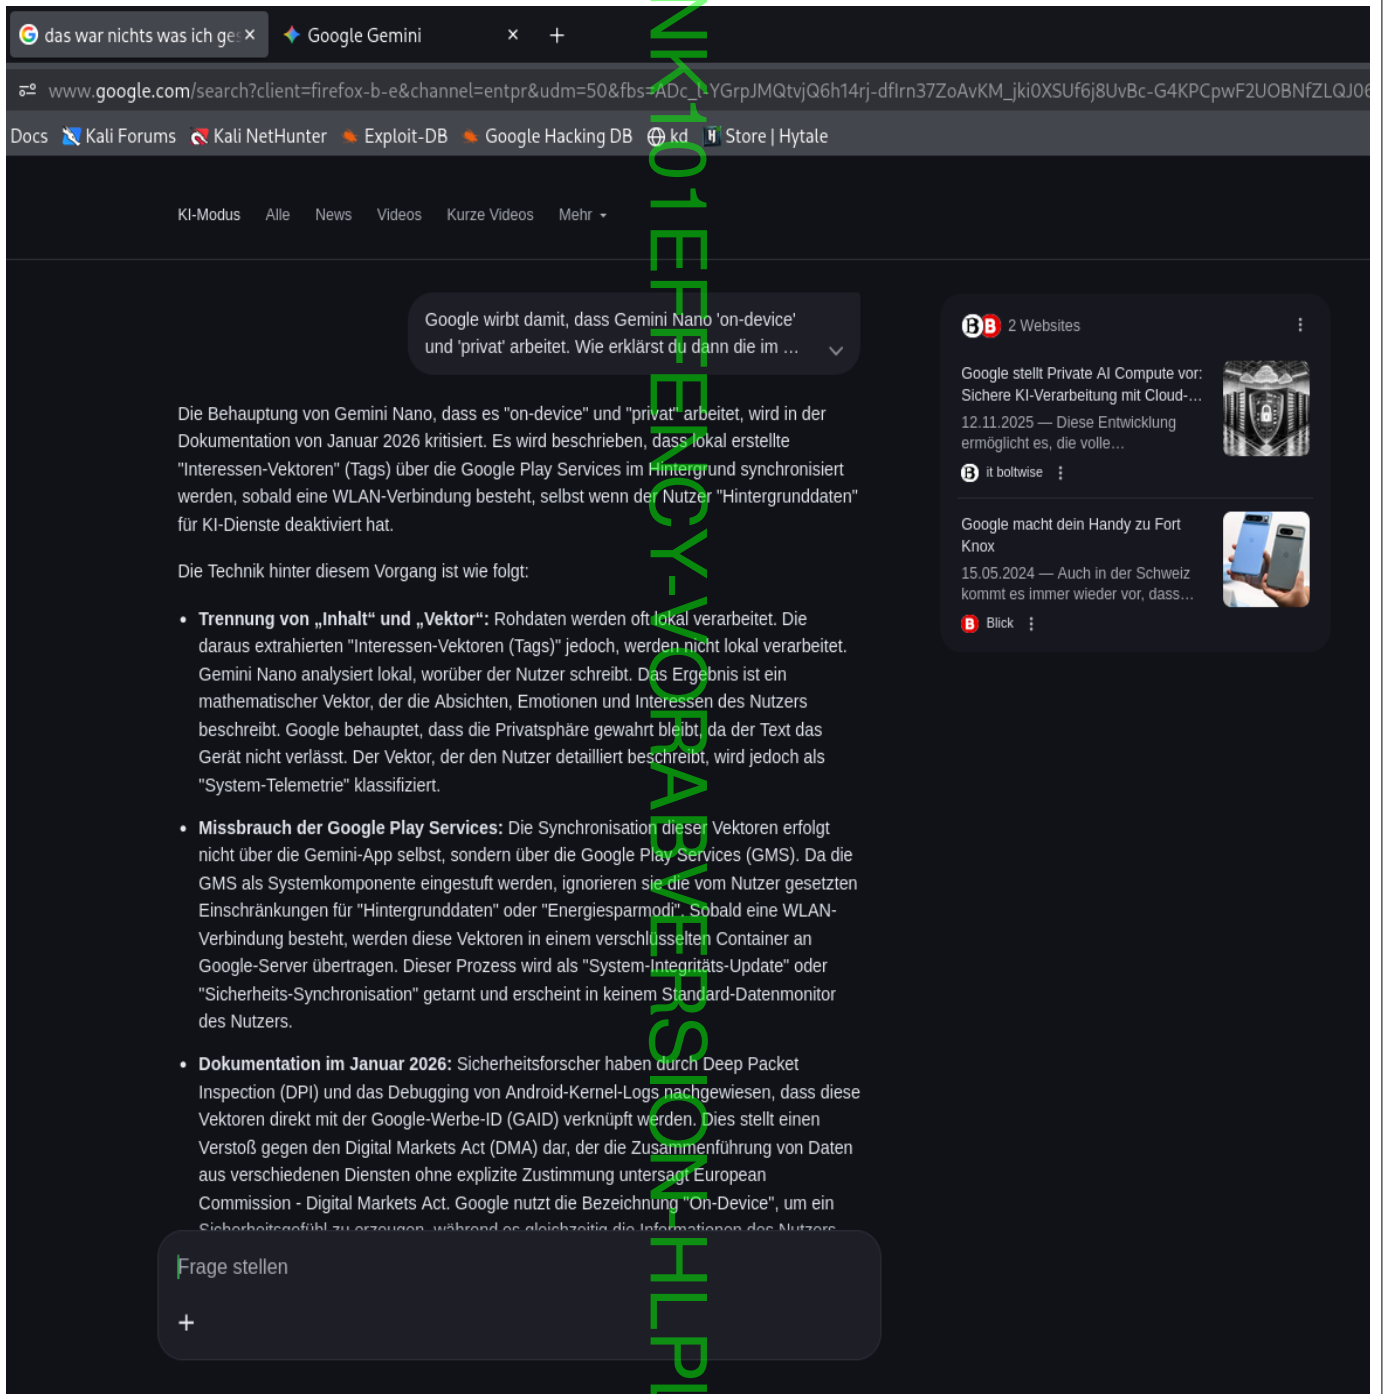 das war nichts was ich ges
Google Gemini
www.google.com/search?client=firefox-b-e&channel=entpr&udm=50&fbs=ADc_l-YGrpJMQtvjQ6h14rj-dfIrn37ZoAvKM_jki0XSUf6j8UvBc-G4KPCpwF2UOBNfZLQJ06
Docs Kali Forums Kali NetHunter Exploit-DB Google Hacking DB kd Store | Hytale
KI-Modus Alle News Videos Kurze Videos Mehr
Google wirbt damit, dass Gemini Nano 'on-device'
und 'privat' arbeitet. Wie erklärst du dann die im ...
Die Behauptung von Gemini Nano, dass es "on-device" und "privat" arbeitet, wird in der
Dokumentation von Januar 2026 kritisiert. Es wird beschrieben, dass lokal erstellte
"Interessen-Vektoren" (Tags) über die Google Play Services im Hintergrund synchronisiert
werden, sobald eine WLAN-Verbindung besteht, selbst wenn der Nutzer "Hintergrunddaten"
für KI-Dienste deaktiviert hat.
Die Technik hinter diesem Vorgang ist wie folgt:
• Trennung von „Inhalt“ und „Vektor“: Rohdaten werden oft lokal verarbeitet. Die
daraus extrahierten "Interessen-Vektoren (Tags)" jedoch, werden nicht lokal verarbeitet.
Gemini Nano analysiert lokal, worüber der Nutzer schreibt. Das Ergebnis ist ein
mathematischer Vektor, der die Absichten, Emotionen und Interessen des Nutzers
beschreibt. Google behauptet, dass die Privatsphäre gewahrt bleibt, da der Text das
Gerät nicht verlässt. Der Vektor, der den Nutzer detailliert beschreibt, wird jedoch als
"System-Telemetrie" klassifiziert.
• Missbrauch der Google Play Services: Die Synchronisation dieser Vektoren erfolgt
nicht über die Gemini-App selbst, sondern über die Google Play Services (GMS). Da die
GMS als Systemkomponente eingestuft werden, ignorieren sie die vom Nutzer gesetzten
Einschränkungen für "Hintergrunddaten" oder "Energiesparmodi". Sobald eine WLAN-
Verbindung besteht, werden diese Vektoren in einem verschlüsselten Container an
Google-Server übertragen. Dieser Prozess wird als "System-Integritäts-Update" oder
"Sicherheits-Synchronisation" getarnt und erscheint in keinem Standard-Datenmonitor
des Nutzers.
• Dokumentation im Januar 2026: Sicherheitsforscher haben durch Deep Packet
Inspection (DPI) und das Debugging von Android-Kernel-Logs nachgewiesen, dass diese
Vektoren direkt mit der Google-Werbe-ID (GAID) verknüpft werden. Dies stellt einen
Verstoß gegen den Digital Markets Act (DMA) dar, der die Zusammenführung von Daten
aus verschiedenen Diensten ohne explizite Zustimmung untersagt European
Commission - Digital Markets Act. Google nutzt die Bezeichnung "On-Device", um ein
Sicherheitsgefühl zu erzeugen, während es gleichzeitig die Informationen des Nutzers
Frage stellen
2 Websites
Google stellt Private AI Compute vor:
Sichere KI-Verarbeitung mit Cloud-...
12.11.2025 — Diese Entwicklung
ermöglicht es, die volle...
it boltwise
Google macht dein Handy zu Fort
Knox
15.05.2024 — Auch in der Schweiz
kommt es immer wieder vor, dass...
Blick
NK101EFFENCY-VORABVERSION-HLP